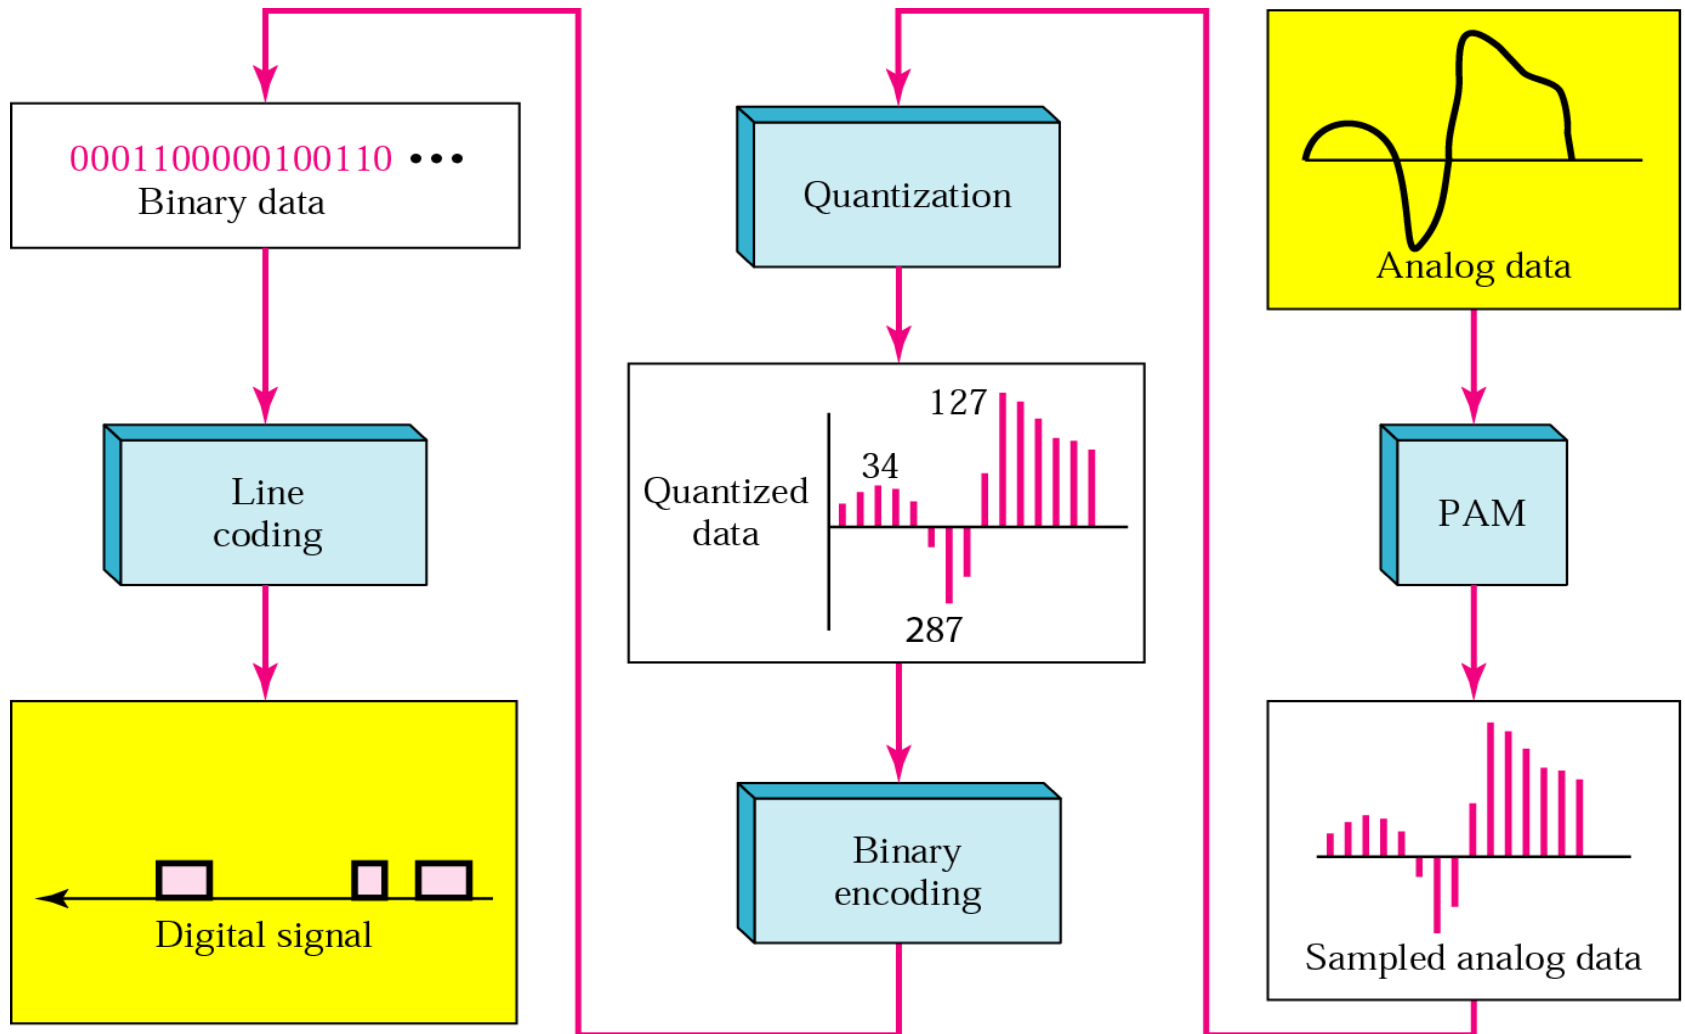 0001100000100110 •••
Binary data
Line
coding
Digital signal
Quantization
127
34
Quantized
data
287
Binary
encoding
Analog data
PAM
Sampled analog data